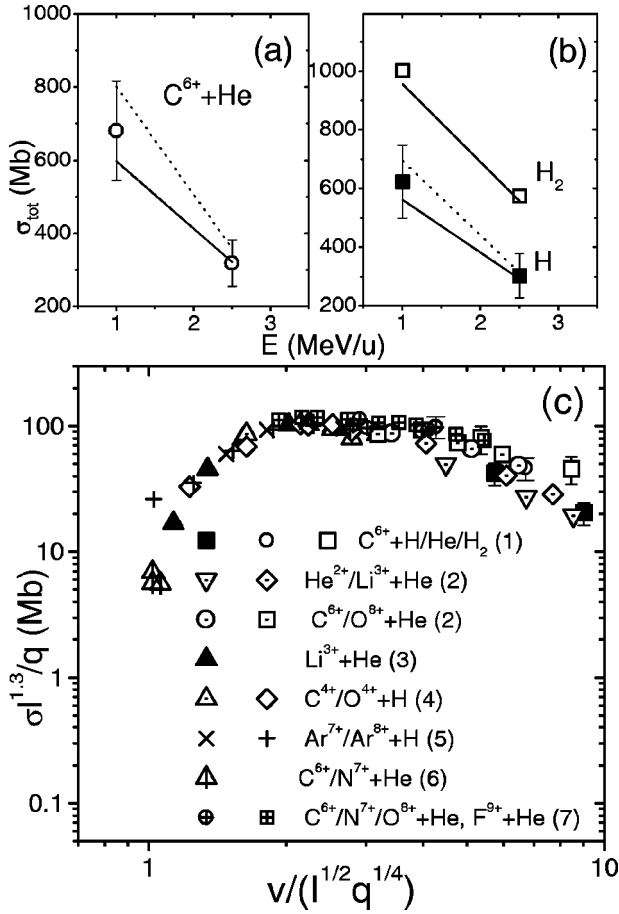 1000
800
600
400
200
σtot (Mb)
(a)
C6++He
1 2 3
(b)
1000
800
600
400
200
H2
H
1 2 3
E (MeV/u)
(c)
100
10
1
0.1
σI1.3/q (Mb)
C6++H/He/H2 (1)
He2+/Li3++He (2)
C6+/O8++He (2)
Li3++He (3)
C4+/O4++H (4)
Ar7+/Ar8++H (5)
C6+/N7++He (6)
C6+/N7+/O8++He, F9++He (7)
1 10
v/(I1/2q1/4)